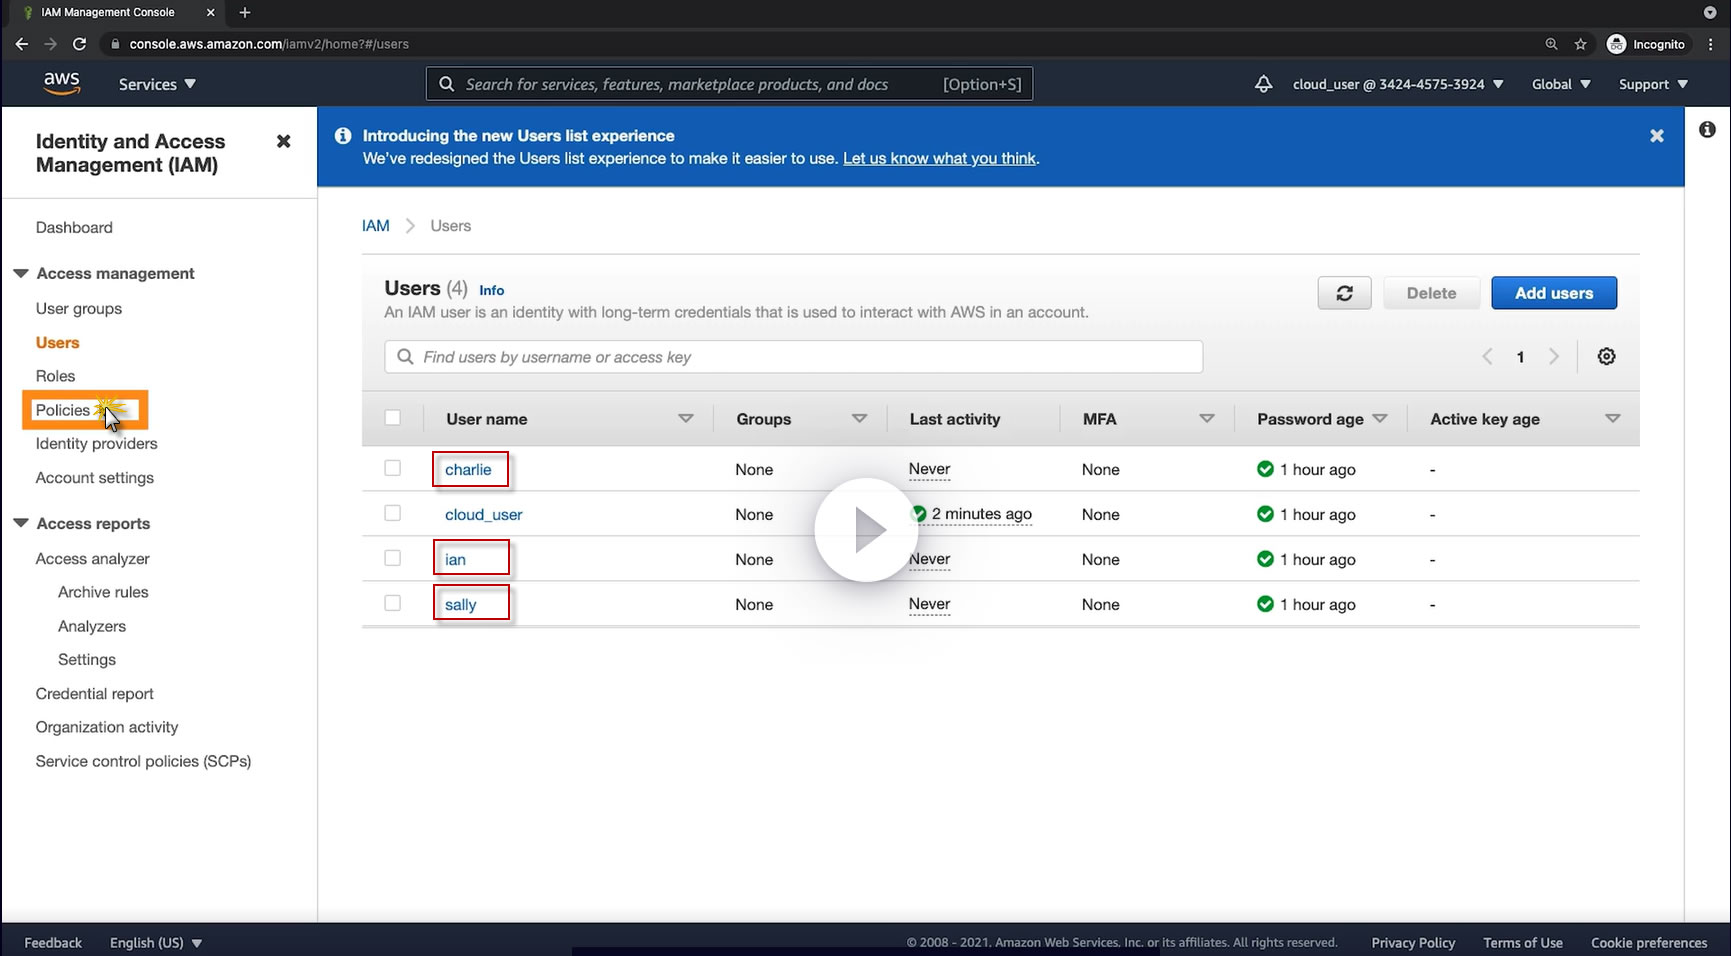 IAM Management Console
console.aws.amazon.com/iamv2/home?#/users
Incognito
aws
Services
Search for services, features, marketplace products, and docs
[Option+S]
cloud_user @ 3424-4575-3924
Global
Support
Identity and Access
Management (IAM)
Dashboard
Access management
User groups
Users
Roles
Policies
Identity providers
Account settings
Access reports
Access analyzer
Archive rules
Analyzers
Settings
Credential report
Organization activity
Service control policies (SCPs)
Introducing the new Users list experience
We've redesigned the Users list experience to make it easier to use. Let us know what you think.
IAM > Users
Users (4) Info
An IAM user is an identity with long-term credentials that is used to interact with AWS in an account.
Delete
Add users
Find users by username or access key
1
User name Groups Last activity MFA Password age Active key age
charlie None Never None 1 hour ago -
cloud_user None 2 minutes ago None 1 hour ago -
ian None Never None 1 hour ago -
sally None Never None 1 hour ago -
Feedback English (US)
© 2008 - 2021, Amazon Web Services, Inc. or its affiliates. All rights reserved. Privacy Policy Terms of Use Cookie preferences